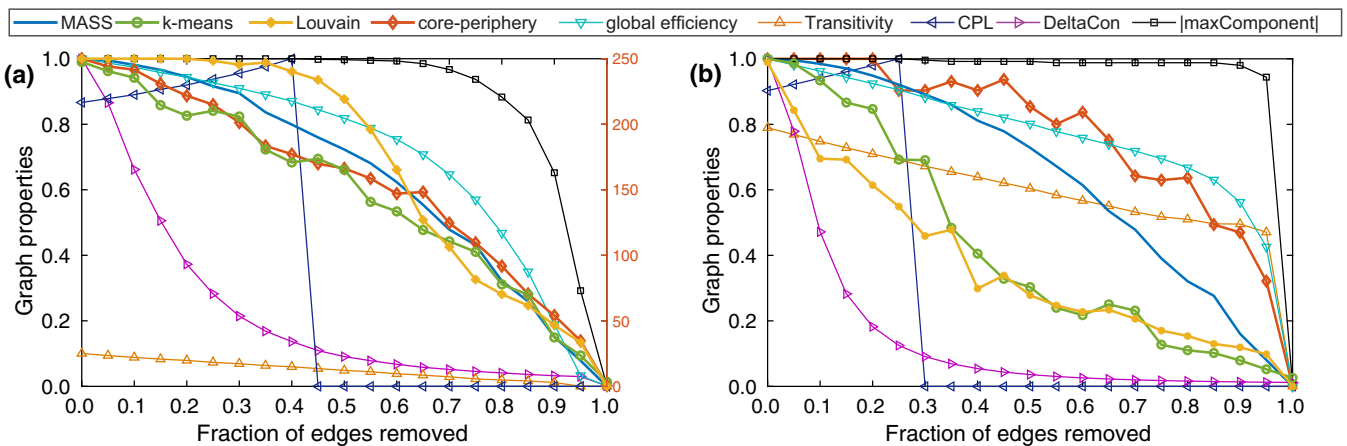 MASS k-means Louvain core-periphery global efficiency Transitivity CPL DeltaCon |maxComponent|
(a)
Graph properties
1.0
0.8
0.6
0.4
0.2
0.0
250
200
150
100
50
0
0.0 0.1 0.2 0.3 0.4 0.5 0.6 0.7 0.8 0.9 1.0
Fraction of edges removed
(b)
Graph properties
1.0
0.8
0.6
0.4
0.2
0.0
0.0 0.1 0.2 0.3 0.4 0.5 0.6 0.7 0.8 0.9 1.0
Fraction of edges removed